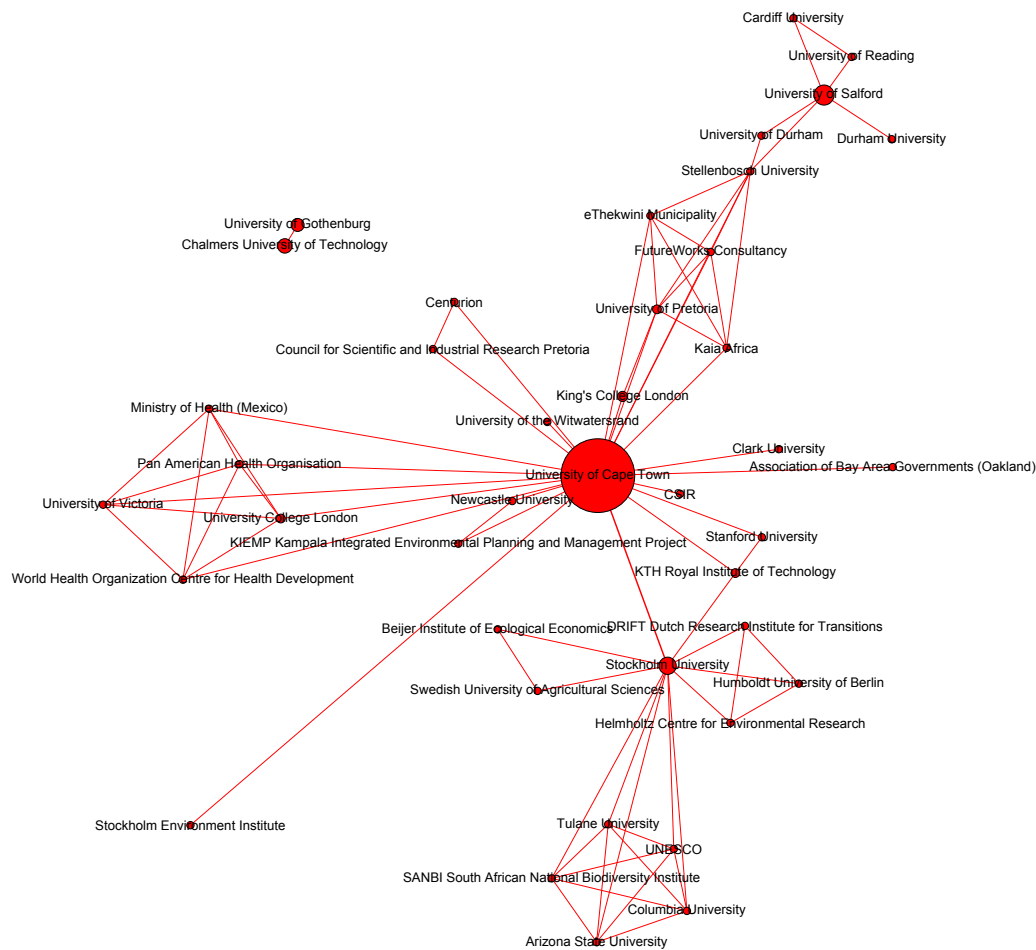 Cardiff University
University of Reading
University of Salford
University of Durham
Durham University
Stellenbosch University
eThekwini Municipality
University of Gothenburg
Chalmers University of Technology
FutureWorks Consultancy
Centurion
University of Pretoria
Council for Scientific and Industrial Research Pretoria
Kaia Africa
King's College London
Ministry of Health (Mexico)
University of the Witwatersrand
Clark University
Pan American Health Organisation
Association of Bay Area Governments (Oakland)
University of Cape Town
CSIR
University of Victoria
Newcastle University
University College London
Stanford University
KIEMP Kampala Integrated Environmental Planning and Management Project
World Health Organization Centre for Health Development
KTH Royal Institute of Technology
Beijer Institute of Ecological Economics
DRIFT Dutch Research Institute for Transitions
Stockholm University
Humboldt University of Berlin
Swedish University of Agricultural Sciences
Helmholtz Centre for Environmental Research
Stockholm Environment Institute
Tulane University
UNESCO
SANBI South African National Biodiversity Institute
Columbia University
Arizona State University